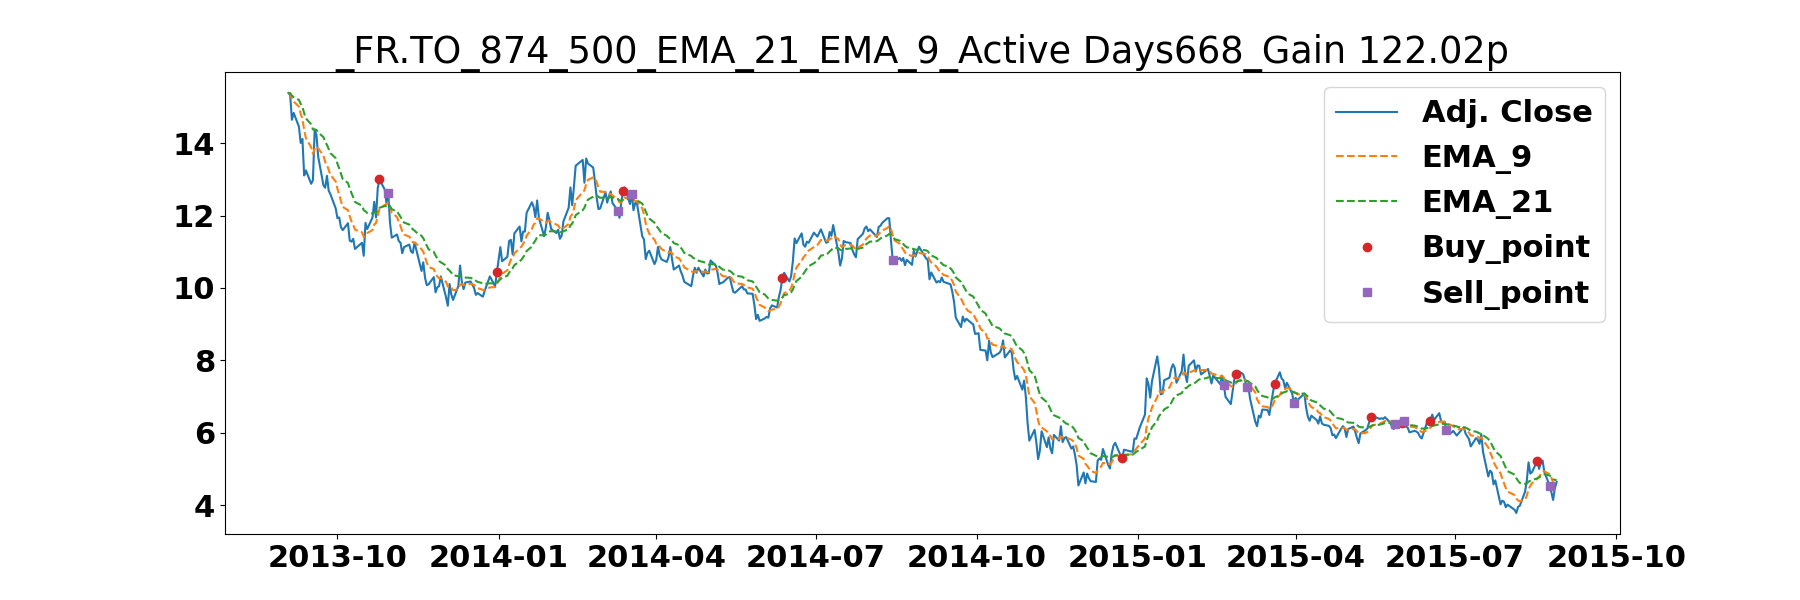 _FR.TO_874_500_EMA_21_EMA_9_Active Days668_Gain 122.02p
Adj. Close
EMA_9
EMA_21
Buy_point
Sell_point
14
12
10
8
6
4
2013-10 2014-01 2014-04 2014-07 2014-10 2015-01 2015-04 2015-07 2015-10